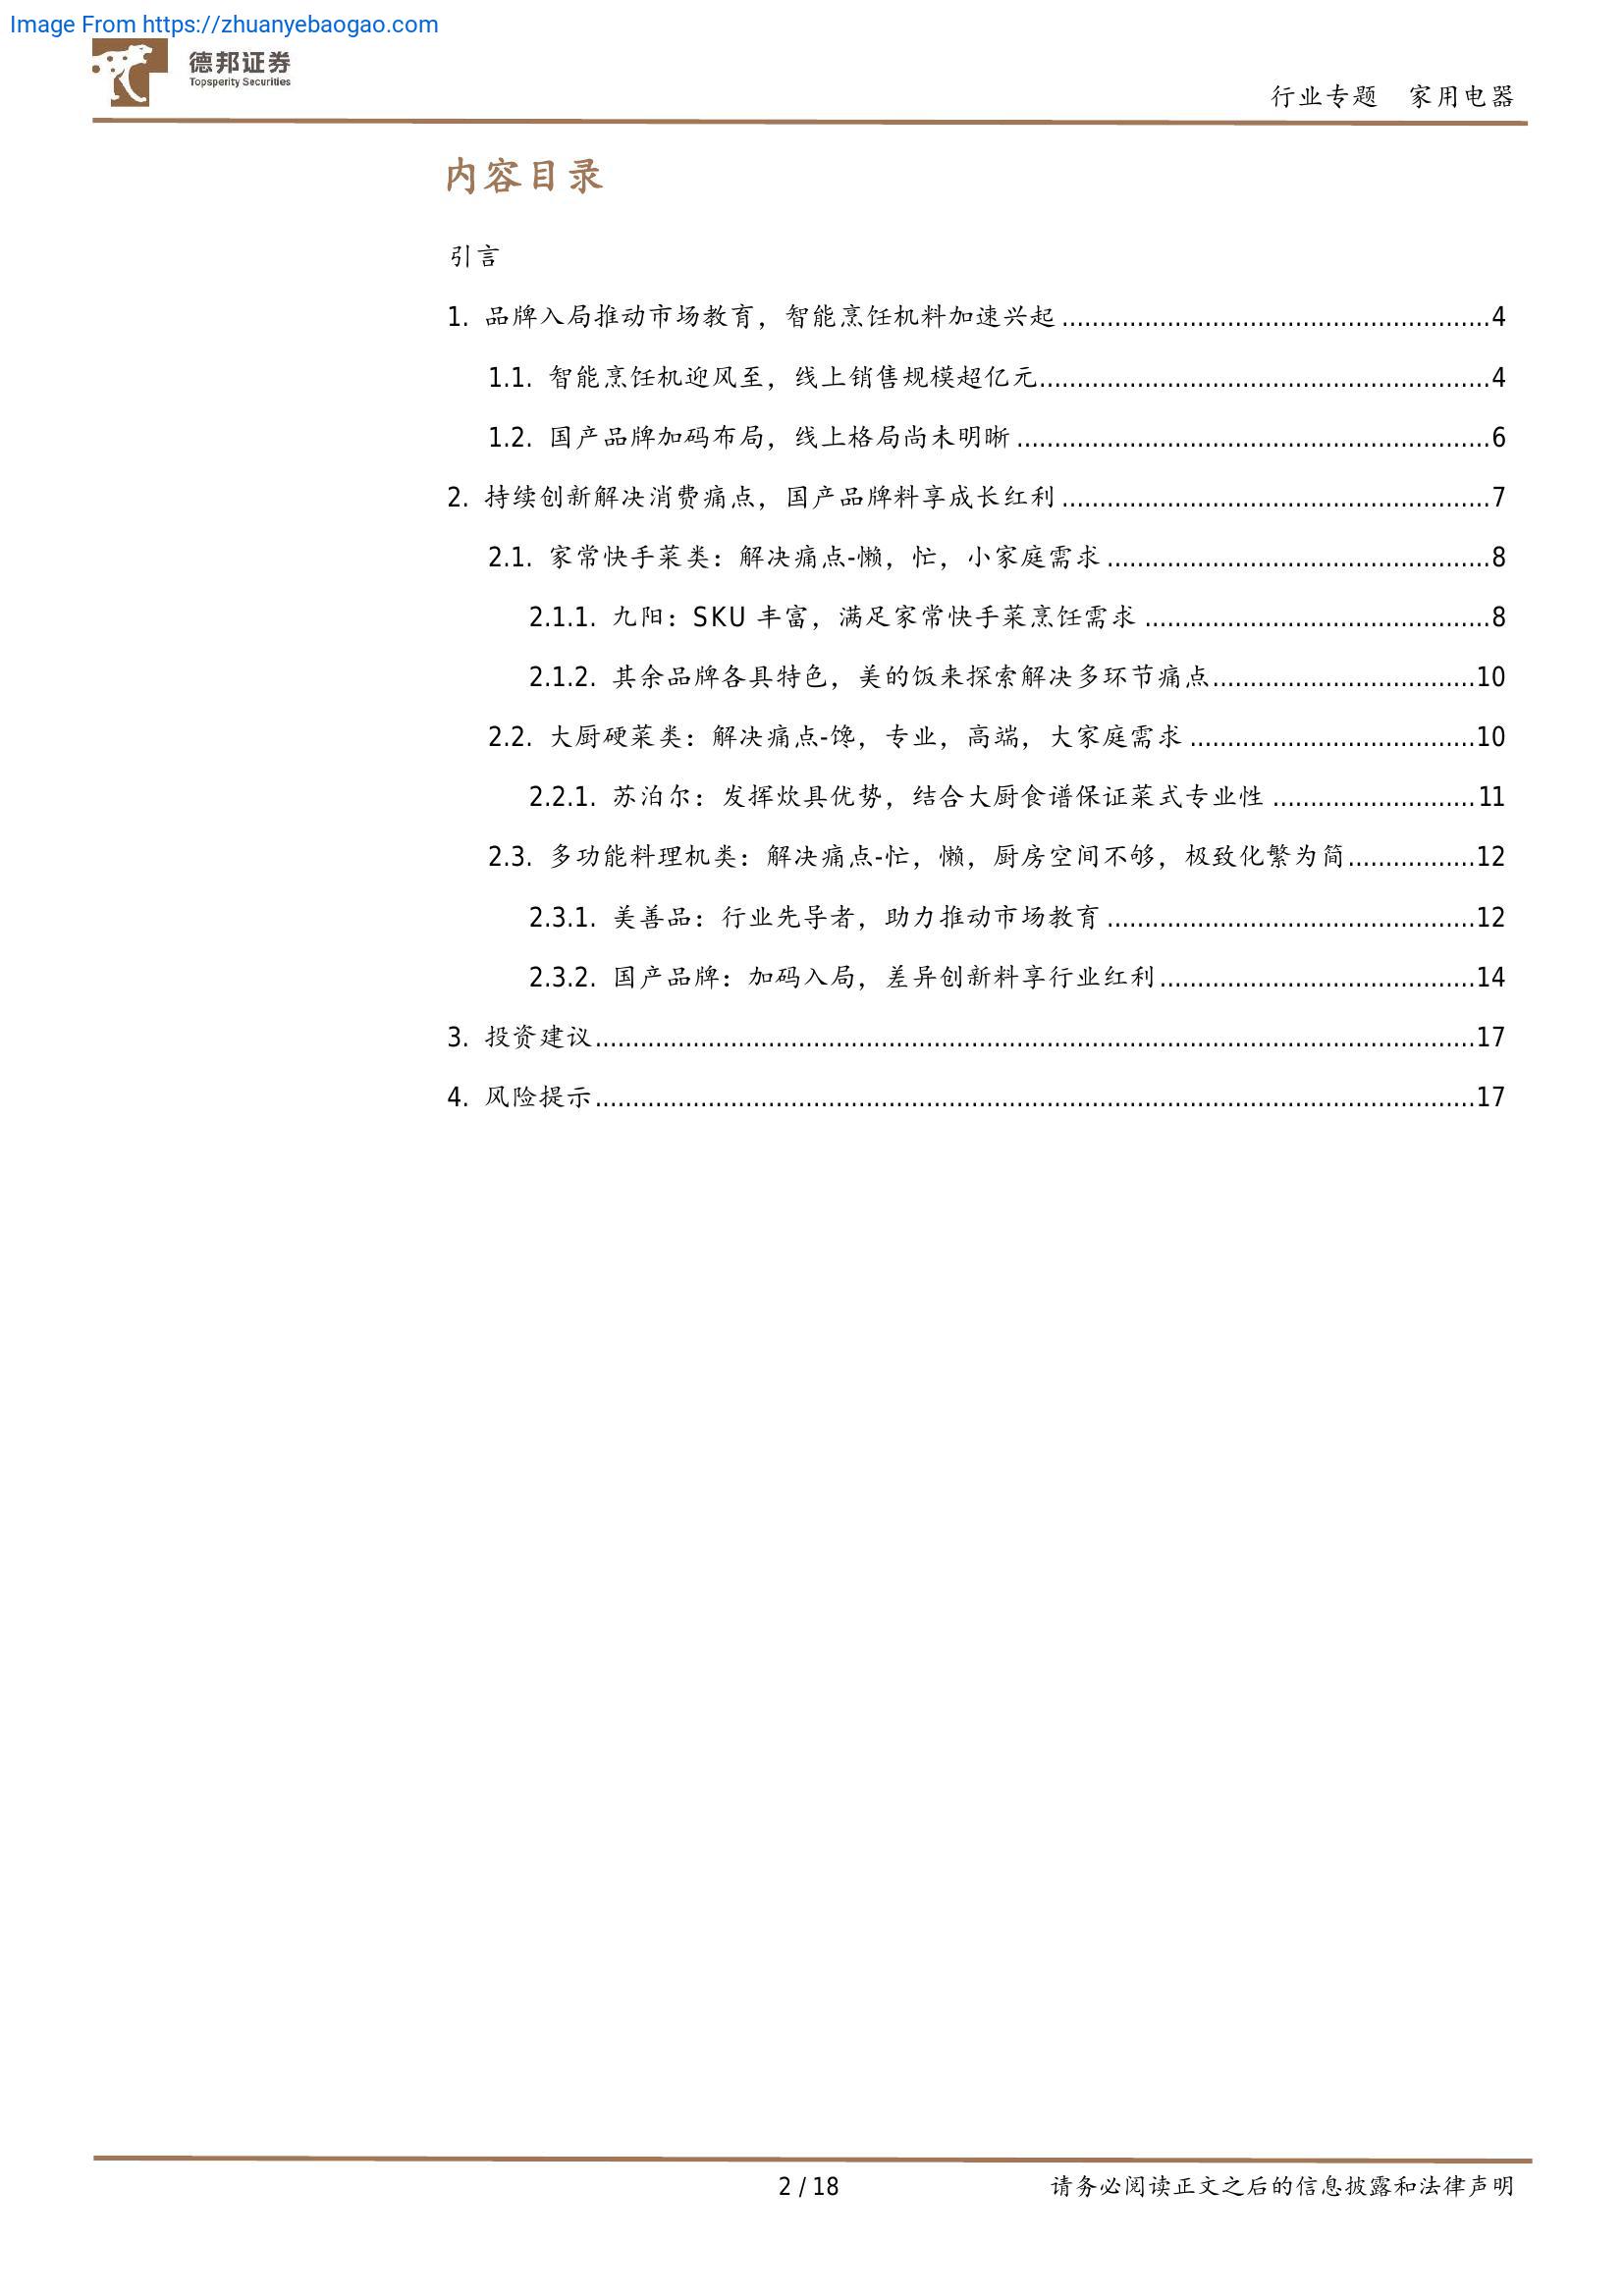 Image From https://zhuanyebaogao.com
德邦证券
Topsperity Securities
行业专题 家用电器
内容目录
引言
1. 品牌入局推动市场教育，智能烹饪机料加速兴起 ........................................................ 4
1.1. 智能烹饪机迎风至，线上销售规模超亿元 ........................................................ 4
1.2. 国产品牌加码布局，线上格局尚未明晰 ........................................................ 6
2. 持续创新解决消费痛点，国产品牌料享成长红利 ........................................................ 7
2.1. 家常快手菜类：解决痛点-懒，忙，小家庭需求 ........................................................ 8
2.1.1. 九阳：SKU 丰富，满足家常快手菜烹饪需求 ........................................................ 8
2.1.2. 其余品牌各具特色，美的饭来探索解决多环节痛点 ........................................................ 10
2.2. 大厨硬菜类：解决痛点-馋，专业，高端，大家庭需求 ........................................................ 10
2.2.1. 苏泊尔：发挥炊具优势，结合大厨食谱保证菜式专业性 ........................................................ 11
2.3. 多功能料理机类：解决痛点-忙，懒，厨房空间不够，极致化繁为简 ........................................................ 12
2.3.1. 美善品：行业先导者，助力推动市场教育 ........................................................ 12
2.3.2. 国产品牌：加码入局，差异创新料享行业红利 ........................................................ 14
3. 投资建议 ........................................................ 17
4. 风险提示 ........................................................ 17
2 / 18 请务必阅读正文之后的信息披露和法律声明